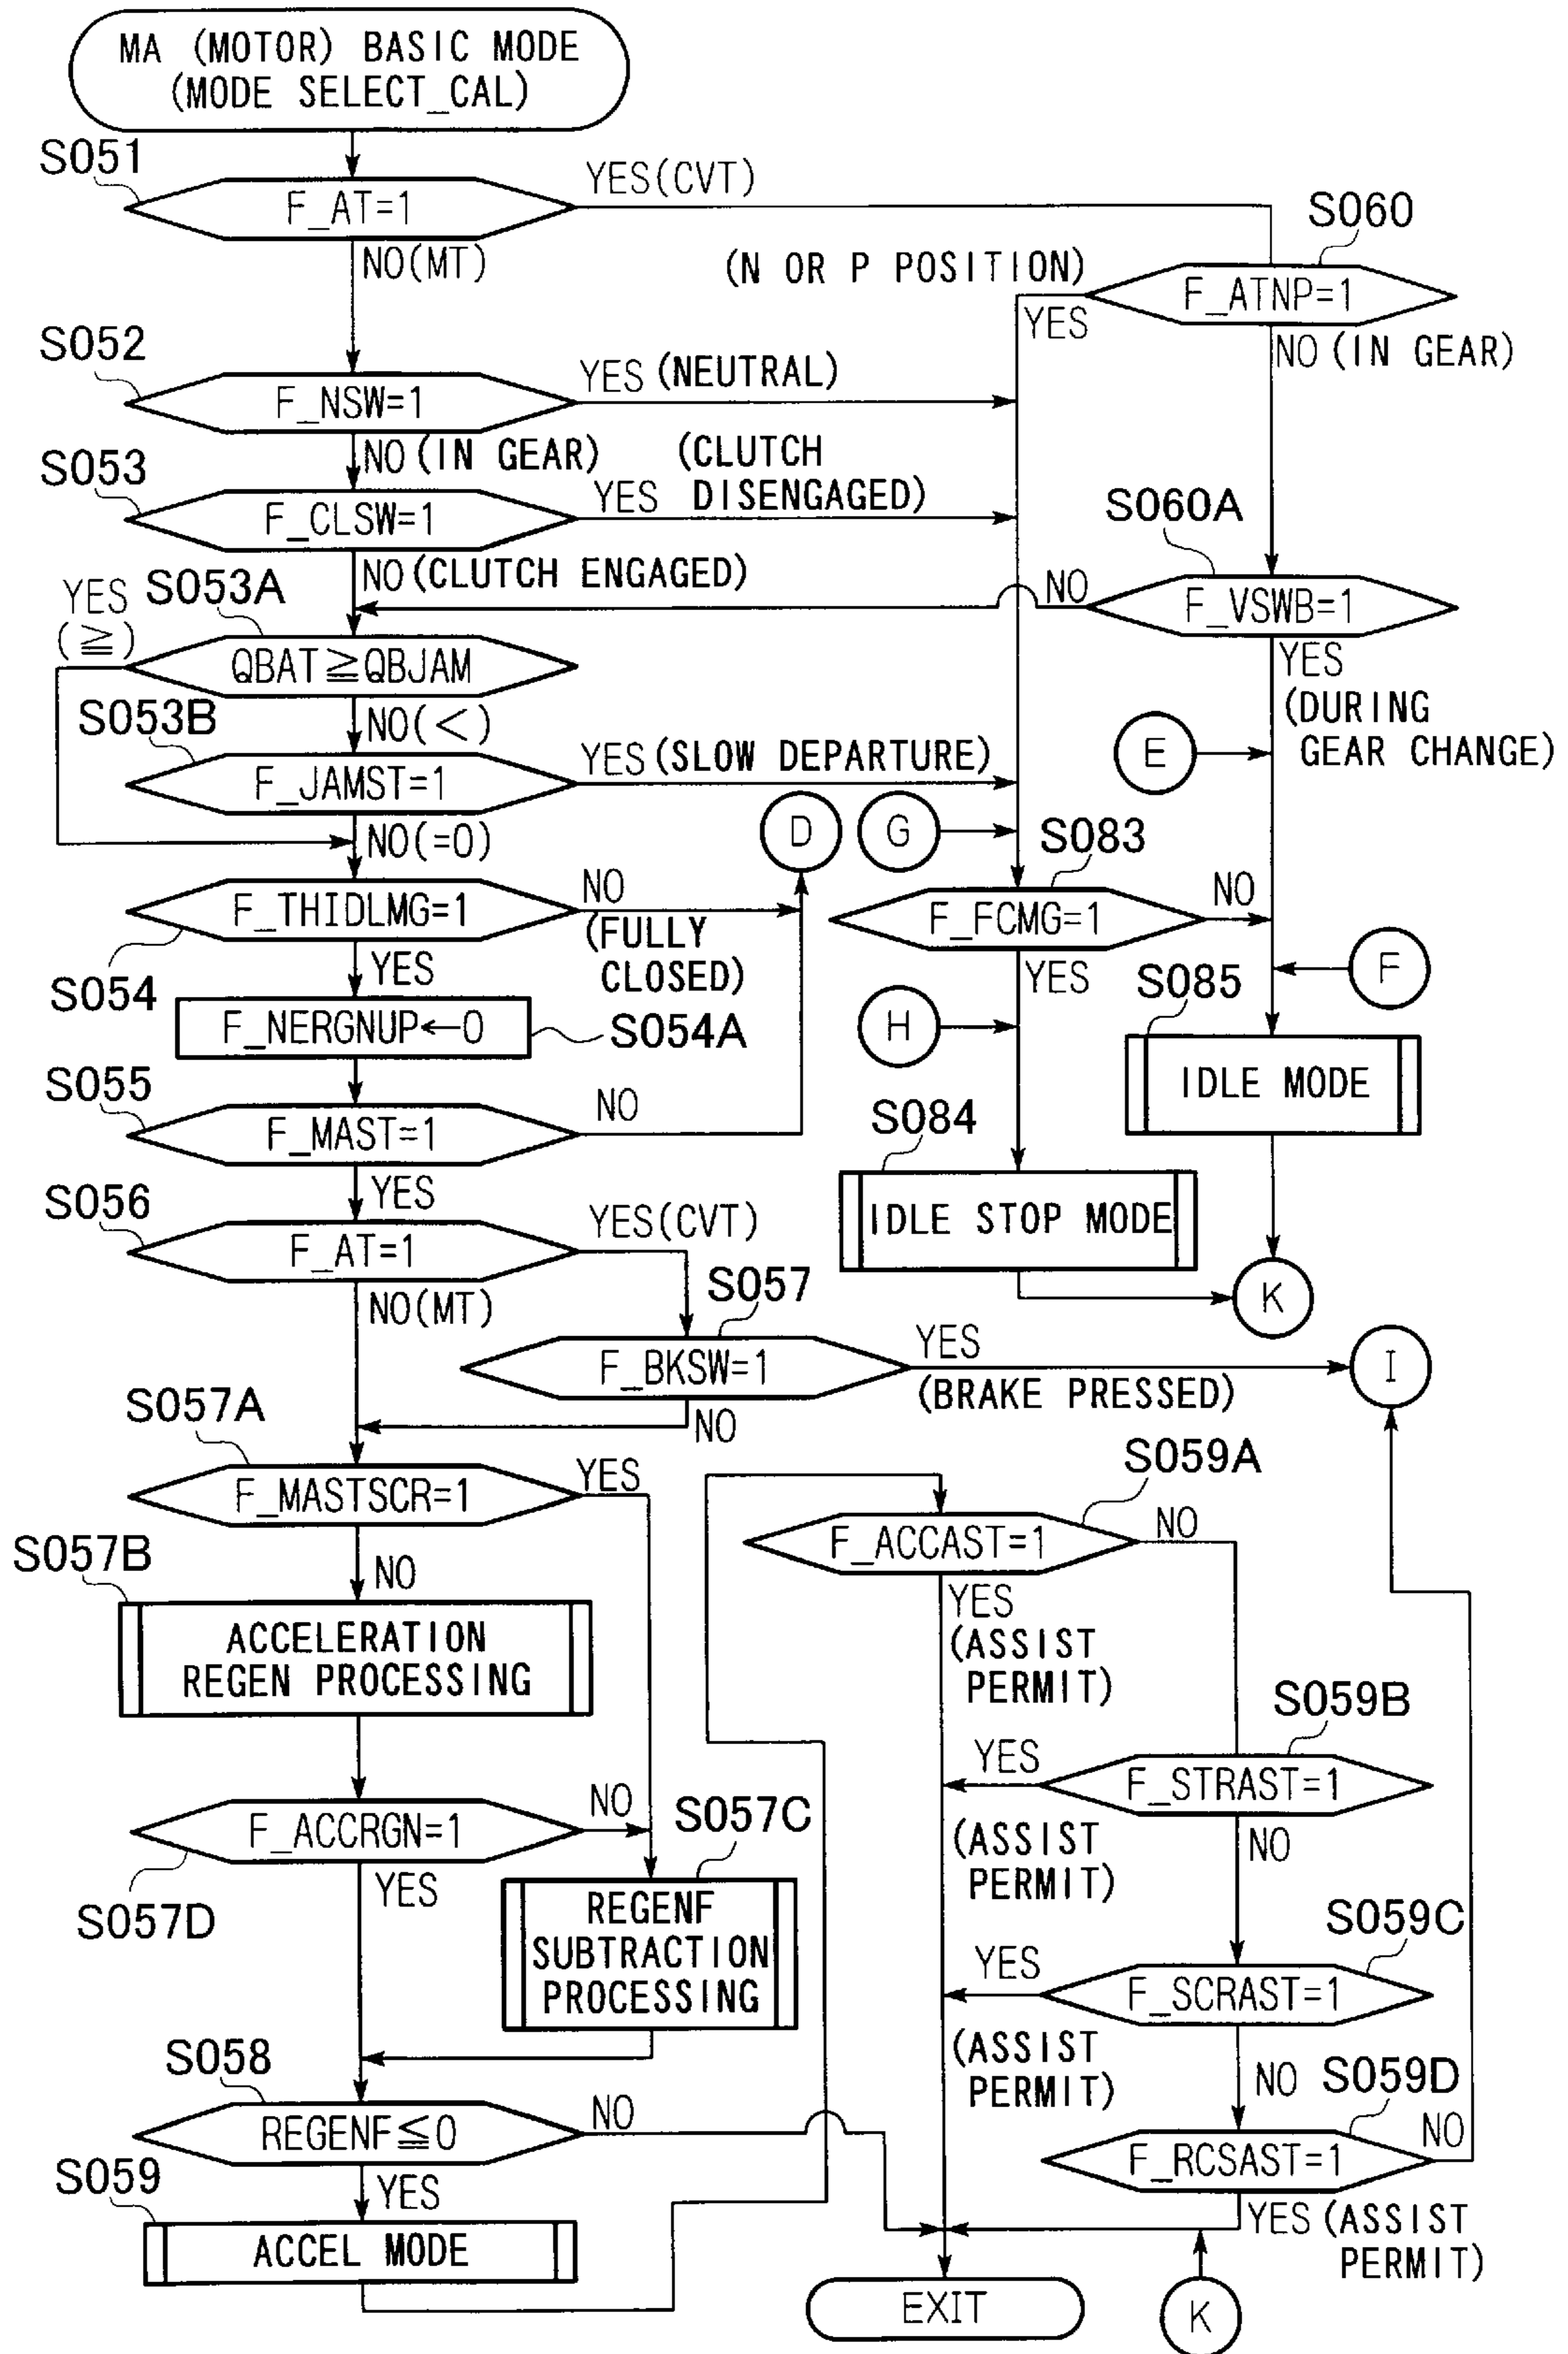 MA (MOTOR) BASIC MODE
(MODE SELECT_CAL)
S051
F_AT=1
YES(CVT)
NO(MT)
S060
(N OR P POSITION)
F_ATNP=1
YES
NO (IN GEAR)
S052
F_NSW=1
YES (NEUTRAL)
NO (IN GEAR)
S053
F_CLSW=1
YES
(CLUTCH
DISENGAGED)
NO (CLUTCH ENGAGED)
S060A
F_VSWB=1
NO
YES
(DURING
GEAR CHANGE)
S053A
YES
(≧)
QBAT≧QBJAM
NO(<)
S053B
F_JAMST=1
YES (SLOW DEPARTURE)
NO(=0)
E
D
G
S083
F_FCMG=1
NO
YES
F_THIDLMG=1
NO
(FULLY
CLOSED)
S054
YES
F_NERGNUP←0
S054A
H
F
S085
IDLE MODE
S055
F_MAST=1
NO
YES
S084
IDLE STOP MODE
K
S056
F_AT=1
YES(CVT)
NO(MT)
S057
F_BKSW=1
YES
(BRAKE PRESSED)
NO
I
S057A
F_MASTSCR=1
YES
NO
S057B
ACCELERATION
REGEN PROCESSING
S059A
F_ACCAST=1
NO
YES
(ASSIST
PERMIT)
S059B
YES
F_STRAST=1
(ASSIST
PERMIT)
NO
F_ACCRGN=1
NO
S057D
YES
S057C
REGENF
SUBTRACTION
PROCESSING
S059C
YES
F_SCRAST=1
(ASSIST
PERMIT)
NO
S058
REGENF≦0
NO
YES
S059D
F_RCSAST=1
NO
YES (ASSIST
PERMIT)
S059
ACCEL MODE
EXIT
K